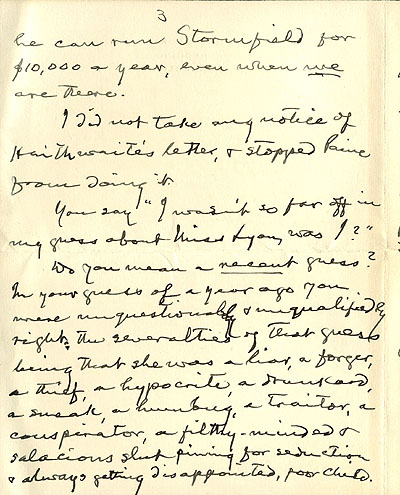 3
he can run Stormfield for
$10,000 a year, even when we
are there.
I did not take any notice of
Haithwaite's letter, & stopped Paine
from doing it.
You say "I wasn't so far off in
my guess about Miss Lyon, was I?"
Do you mean a recent guess?
In your guess of a year ago you
were unquestionably & unqualifiedly
right: the severalties of that guess
being that she was a liar, a forger,
a thief, a hypocrite, a drunkard,
a sneak, a humbug, a traitor, a
conspirator, a filthy-minded &
salacious slut pining for seduction
& always getting disappointed, poor child.